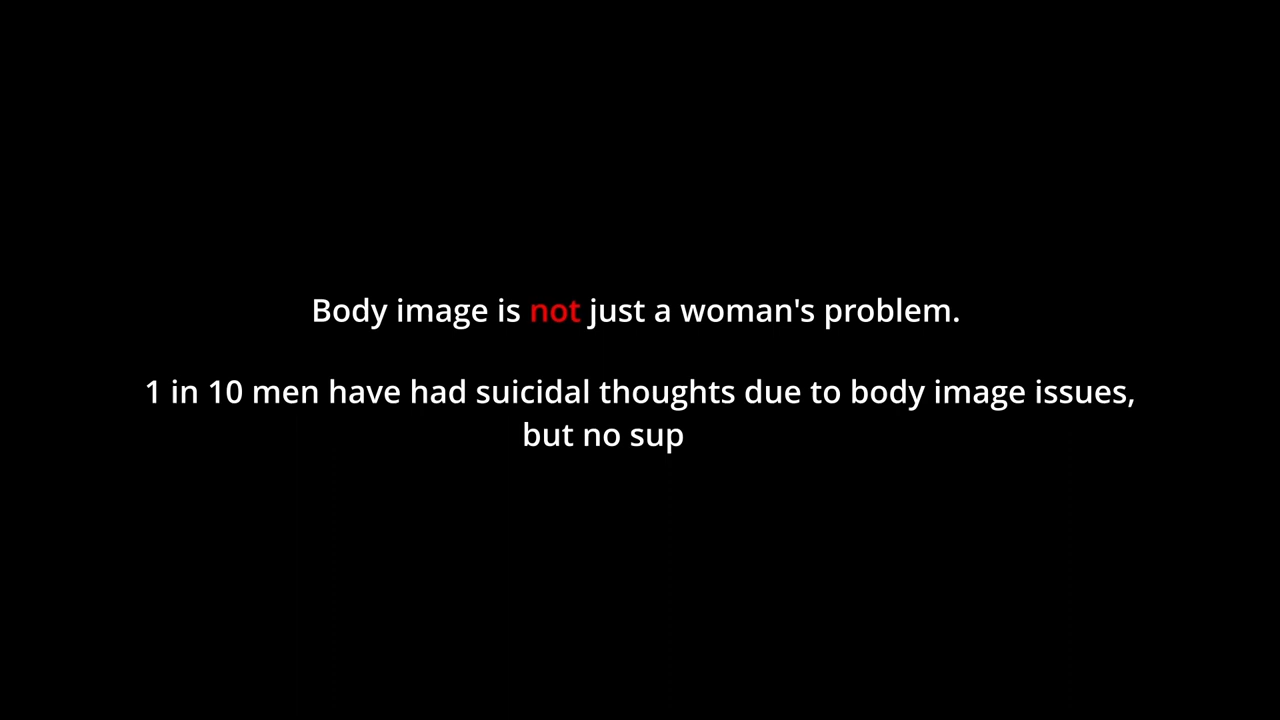 Body image is not just a woman's problem.
1 in 10 men have had suicidal thoughts due to body image issues,
but no sup